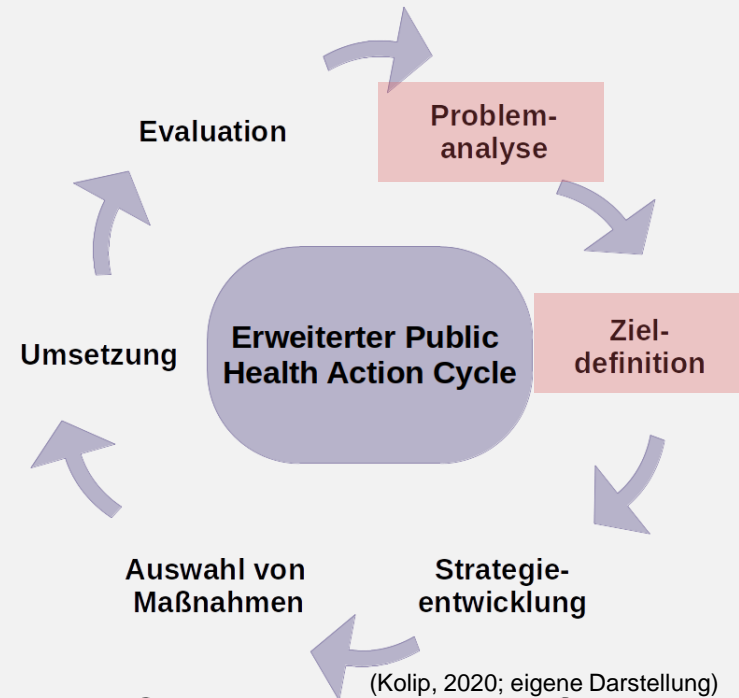 Evaluation
Problem-
analyse
Umsetzung
Erweiterter Public
Health Action Cycle
Ziel-
definition
Auswahl von
Maßnahmen
Strategie-
entwicklung
(Kolip, 2020; eigene Darstellung)